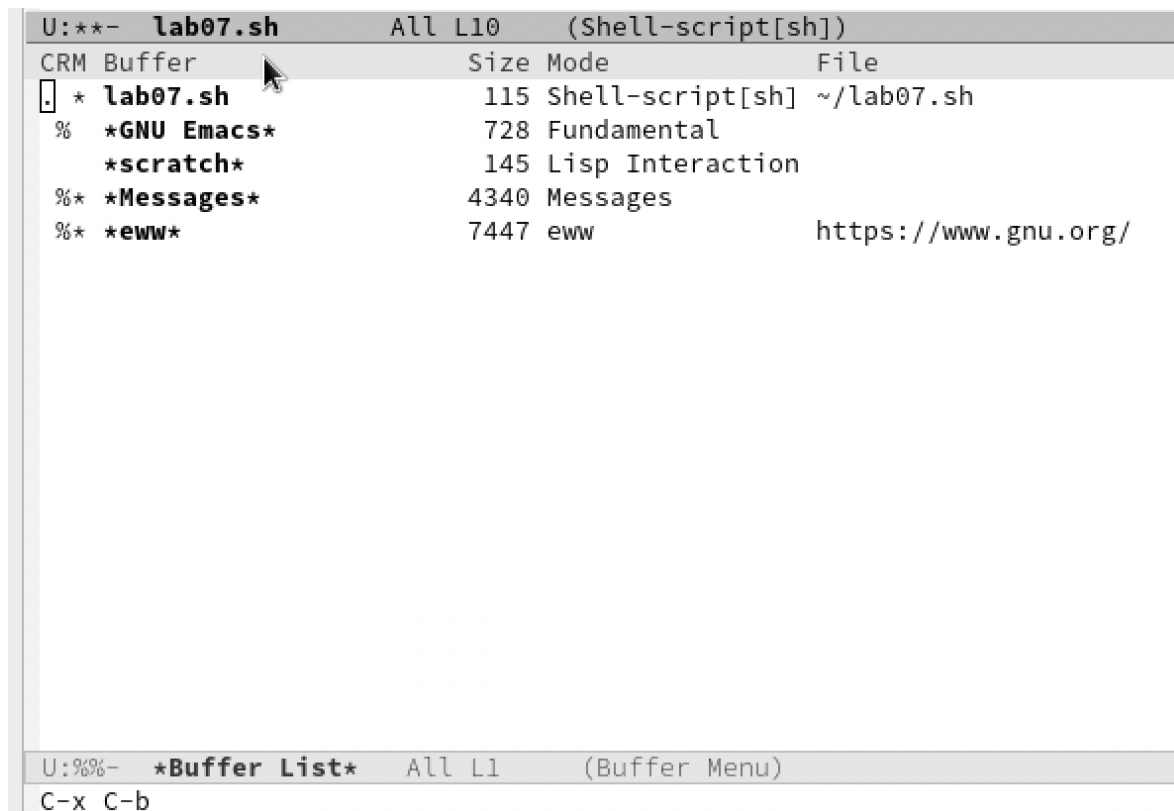 U:**-  lab07.sh       All L10    (Shell-script[sh])
CRM Buffer                 Size Mode             File
. * lab07.sh                115 Shell-script[sh] ~/lab07.sh
 %  *GNU Emacs*             728 Fundamental
    *scratch*               145 Lisp Interaction
 %* *Messages*             4340 Messages
 %* *eww*                  7447 eww              https://www.gnu.org/
U:%%-  *Buffer List*   All L1     (Buffer Menu)
C-x C-b